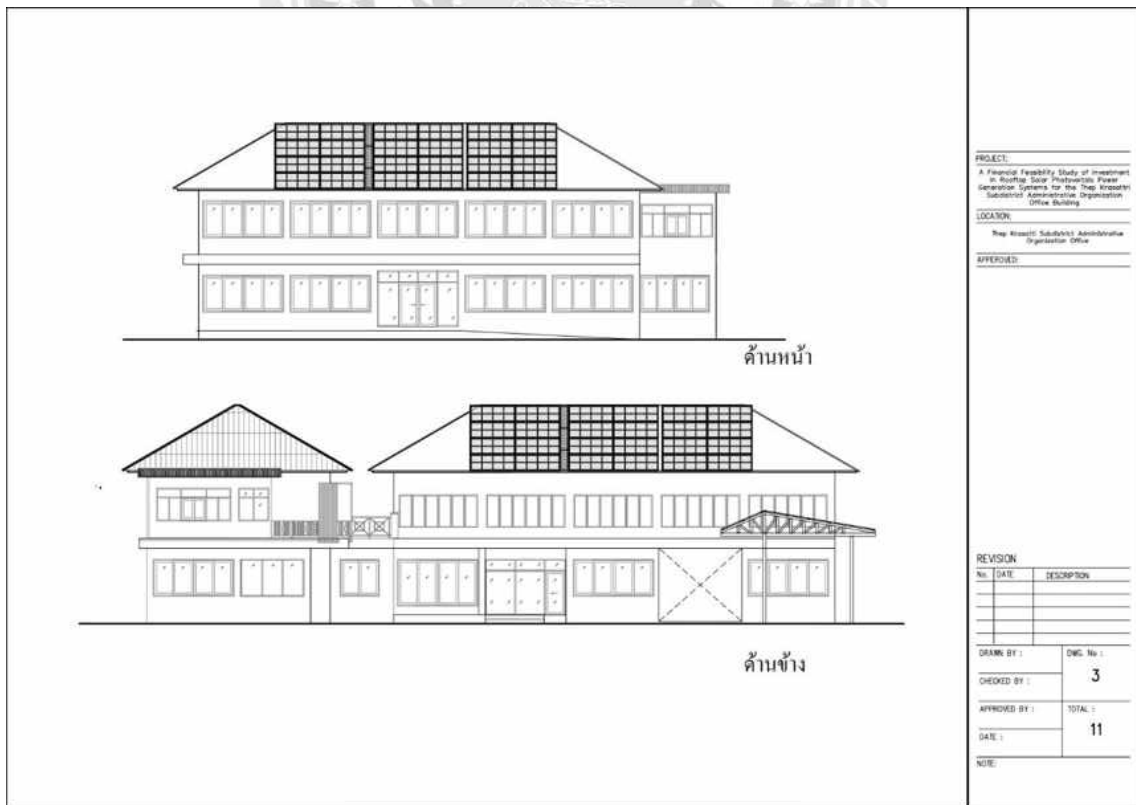 ด้านหน้า
ด้านข้าง
PROJECT:
A Financial Feasibility Study of Investment
in Rooftop Solar Photovoltaic Power
Generation Systems for the Thep Krasattri
Subdistrict Administrative Organization
Office Building
LOCATION:
Thep Krasattri Subdistrict Administrative
Organization Office
APPROVED:
REVISION
No. DATE DESCRIPTION
DRAWN BY : DWG. No :
3
CHECKED BY :
APPROVED BY : TOTAL :
11
DATE :
NOTE: